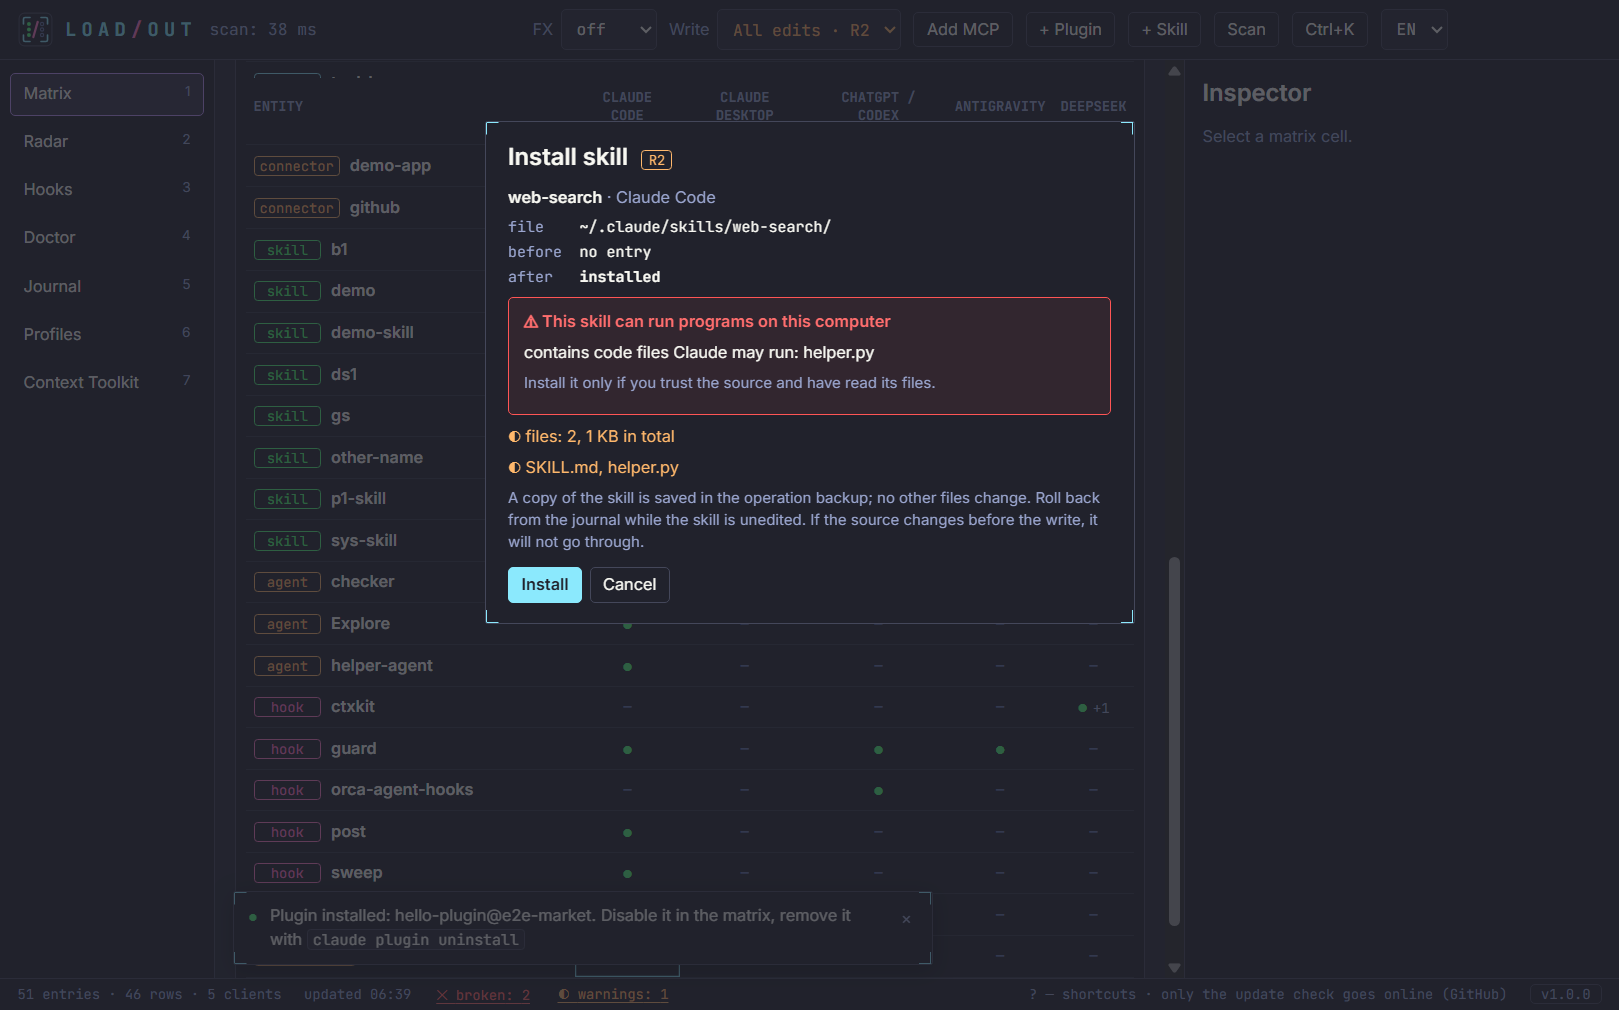 LOAD/OUT scan: 38 ms FX off Write All edits · R2 Add MCP + Plugin + Skill Scan Ctrl+K EN
Matrix 1
Radar 2
Hooks 3
Doctor 4
Journal 5
Profiles 6
Context Toolkit 7
ENTITY CLAUDE CODE CLAUDE DESKTOP CHATGPT / CODEX ANTIGRAVITY DEEPSEEK
connector demo-app
connector github
skill b1
skill demo
skill demo-skill
skill ds1
skill gs
skill other-name
skill p1-skill
skill sys-skill
agent checker
agent Explore
agent helper-agent
hook ctxkit +1
hook guard
hook orca-agent-hooks
hook post
hook sweep
Install skill R2
web-search · Claude Code
file ~/.claude/skills/web-search/
before no entry
after installed
⚠ This skill can run programs on this computer
contains code files Claude may run: helper.py
Install it only if you trust the source and have read its files.
◐ files: 2, 1 KB in total
◐ SKILL.md, helper.py
A copy of the skill is saved in the operation backup; no other files change. Roll back
from the journal while the skill is unedited. If the source changes before the write, it
will not go through.
Install Cancel
Inspector
Select a matrix cell.
Plugin installed: hello-plugin@e2e-market. Disable it in the matrix, remove it
with claude plugin uninstall ×
51 entries · 46 rows · 5 clients updated 06:39 ✕ broken: 2 ◐ warnings: 1 ? — shortcuts · only the update check goes online (GitHub) v1.0.0